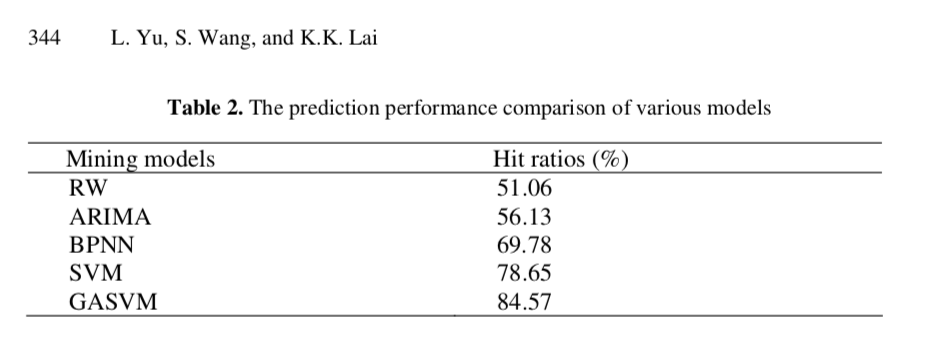 344 L. Yu, S. Wang, and K.K. Lai
Table 2. The prediction performance comparison of various models
Mining models Hit ratios (%)
RW 51.06
ARIMA 56.13
BPNN 69.78
SVM 78.65
GASVM 84.57